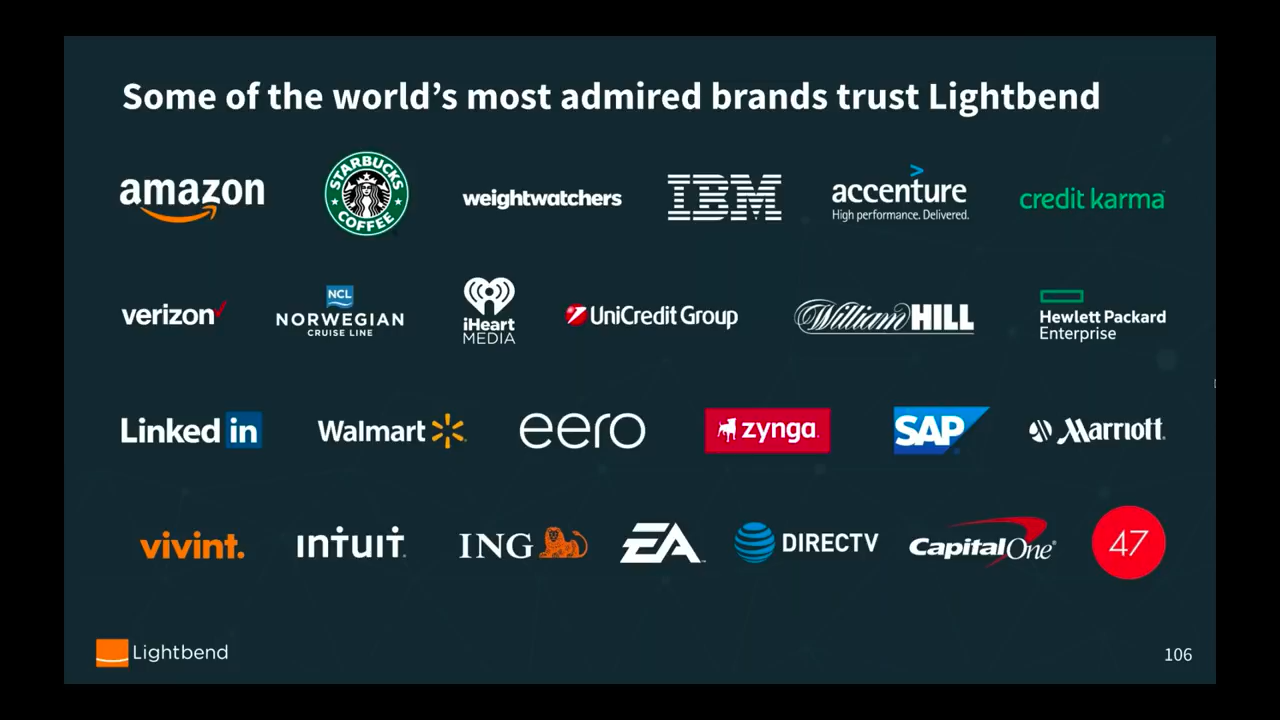 Some of the world’s most admired brands trust Lightbend
amazon
STARBUCKS
COFFEE
weightwatchers
IBM
accenture
High performance. Delivered.
credit karma
verizon
NCL
NORWEGIAN
CRUISE LINE
iHeart
MEDIA
UniCredit Group
William HILL
Hewlett Packard
Enterprise
Linked in
Walmart
eero
zynga
SAP
Marriott
vivint.
intuit
ING
EA
DIRECTV
Capital One
47
Lightbend
106